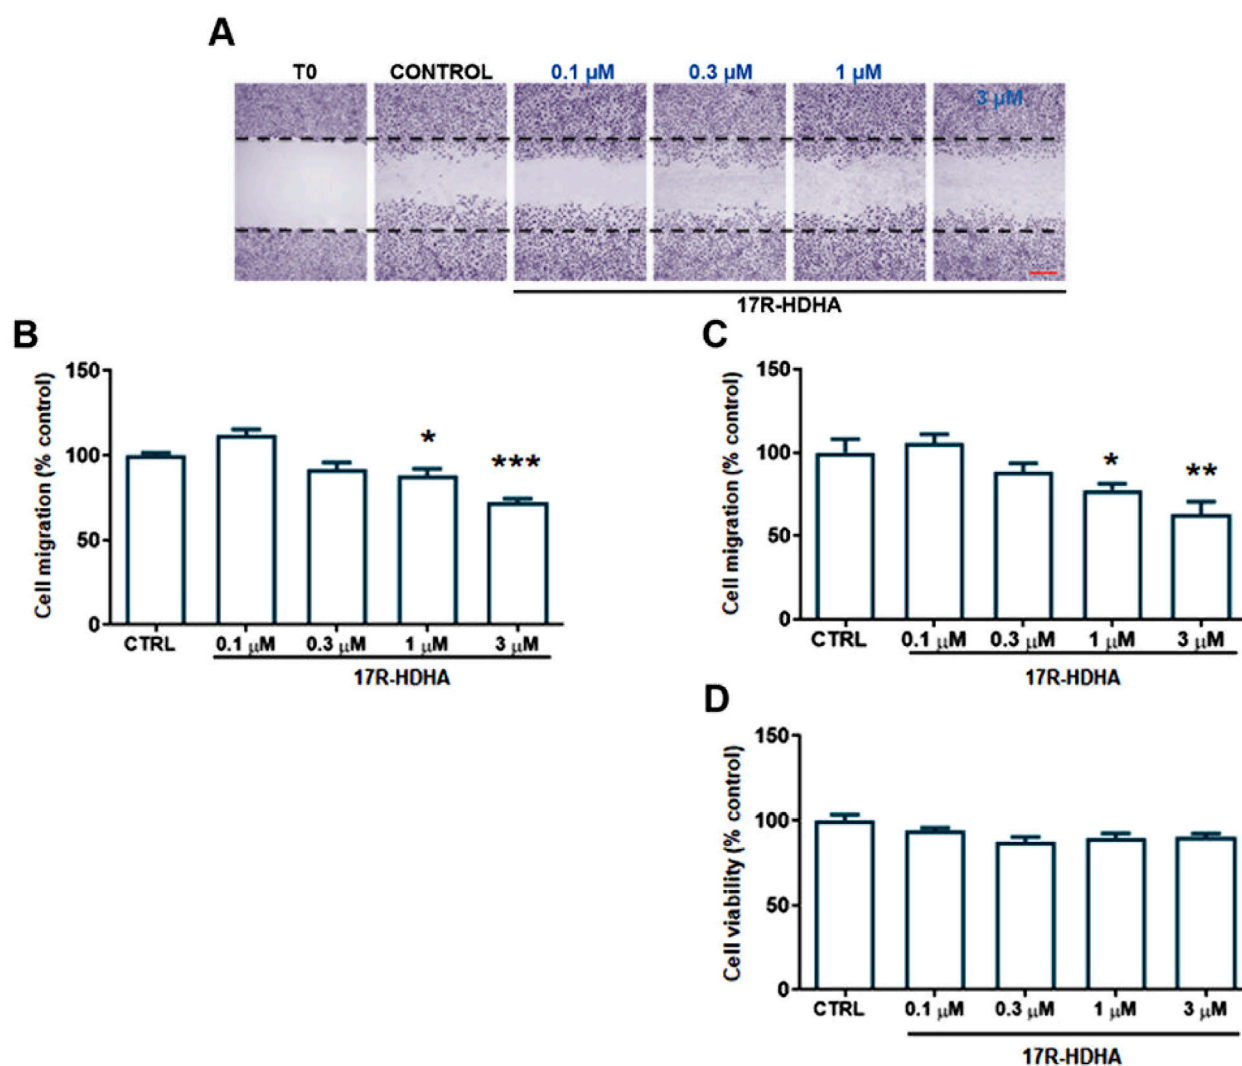 A
T0 CONTROL 0.1 µM 0.3 µM 1 µM
3 µM
17R-HDHA
B
Cell migration (% control)
150
100
50
0
* ***
CTRL 0.1 µM 0.3 µM 1 µM 3 µM
17R-HDHA
C
Cell migration (% control)
150
100
50
0
* **
CTRL 0.1 µM 0.3 µM 1 µM 3 µM
17R-HDHA
D
Cell viability (% control)
150
100
50
0
CTRL 0.1 µM 0.3 µM 1 µM 3 µM
17R-HDHA